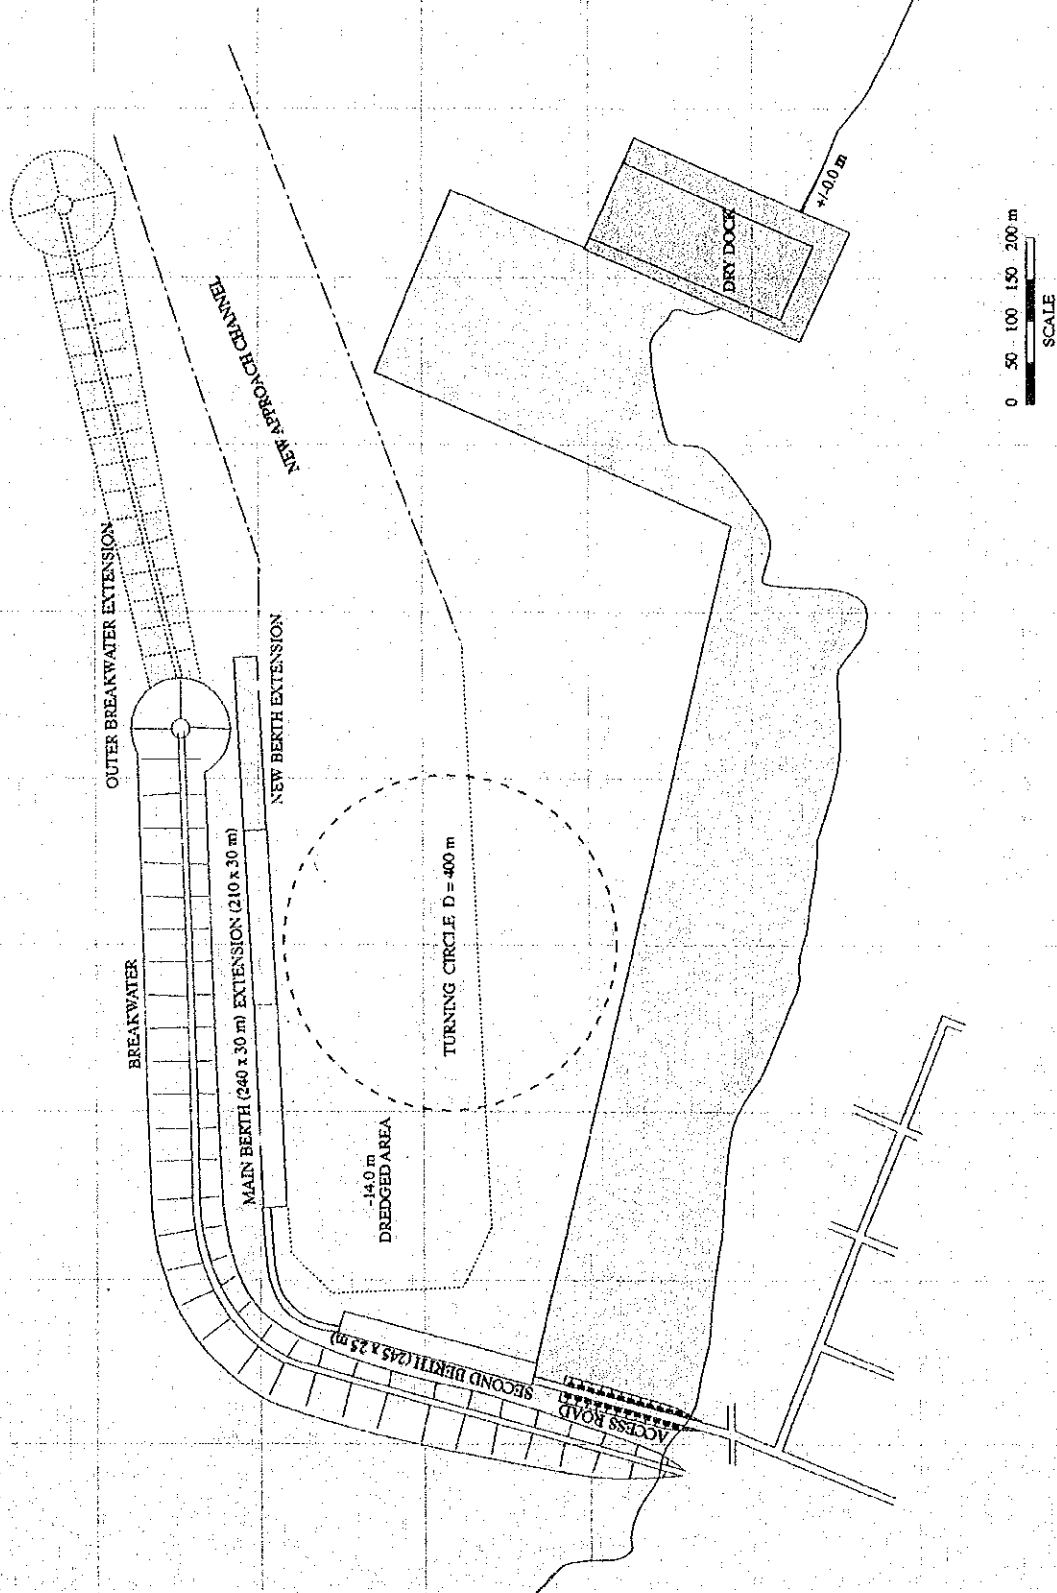 OUTER BREAKWATER EXTENSION
NEW APPROACH CHANNEL
NEW BERTH EXTENSION
BREAKWATER
MAIN BERTH (240 x 30 m) EXTENSION (210 x 30 m)
TURNING CIRCLE D = 400 m
-14.0 m
DREDGED AREA
SECOND BERTH (245 x 25 m)
ACCESS ROAD
DRY DOCK
+/-0.0 m
0 50 100 150 200 m
SCALE